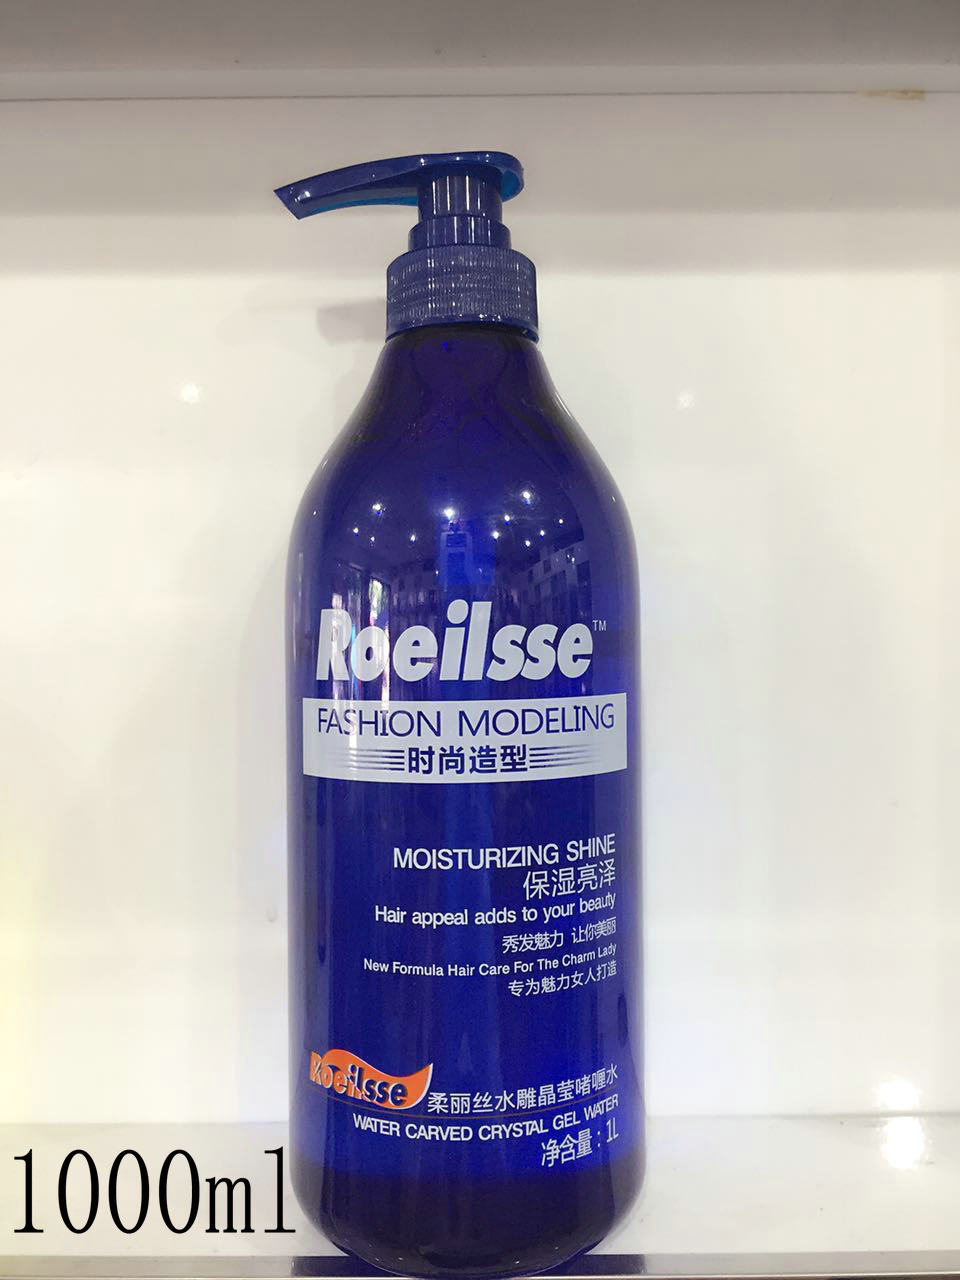 Roeilsse™
FASHION MODELING
时尚造型
MOISTURIZING SHINE
保湿亮泽
Hair appeal adds to your beauty
秀发魅力 让你美丽
New Formula Hair Care For The Charm Lady
专为魅力女人打造
Roeilsse
柔丽丝水雕晶莹啫喱水
WATER CARVED CRYSTAL GEL WATER
净含量：1L
1000ml